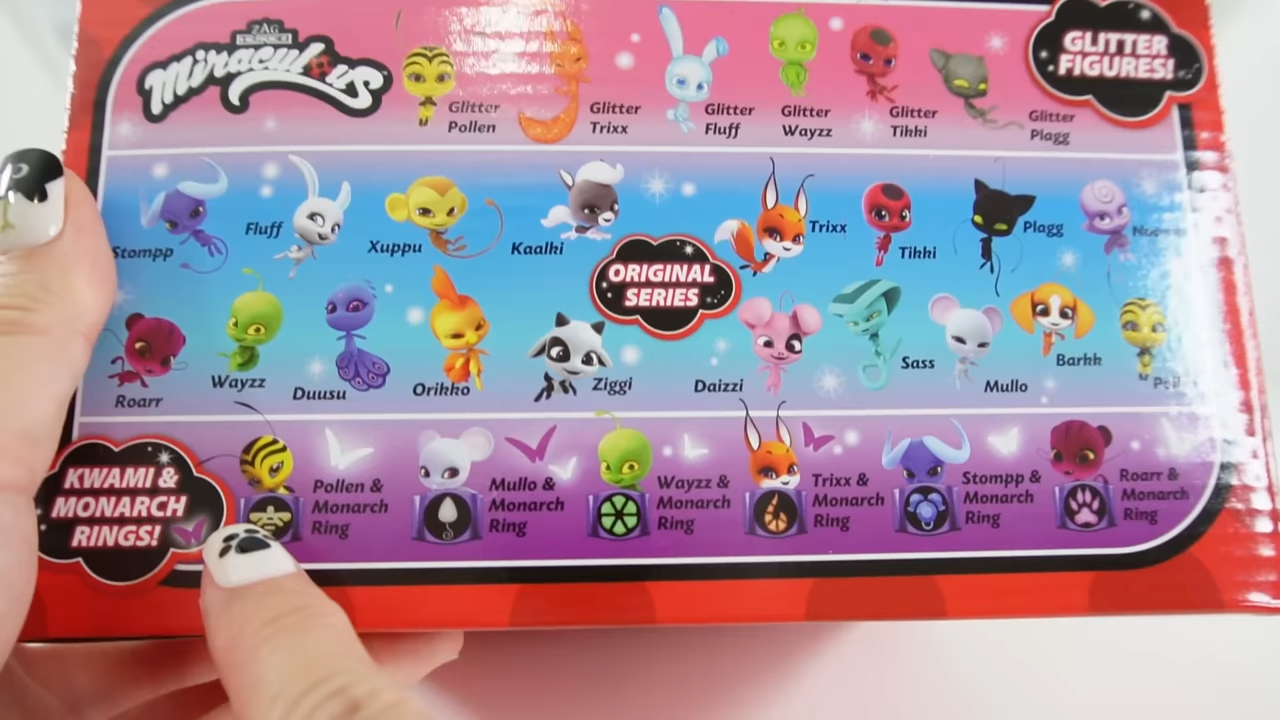 ZAG
Miraculous
GLITTER
FIGURES!
Glitter
Pollen
Glitter
Trixx
Glitter
Fluff
Glitter
Wayzz
Glitter
Tikki
Glitter
Plagg
Stompp
Fluff
Xuppu
Kaalki
Trixx
Tikki
Plagg
ORIGINAL
SERIES
Roarr
Wayzz
Duusu
Orikko
Ziggi
Daizzi
Sass
Mullo
Barkk
KWAMI &
MONARCH
RINGS!
Pollen &
Monarch
Ring
Mullo &
Monarch
Ring
Wayzz &
Monarch
Ring
Trixx &
Monarch
Ring
Stompp &
Monarch
Ring
Roarr &
Monarch
Ring